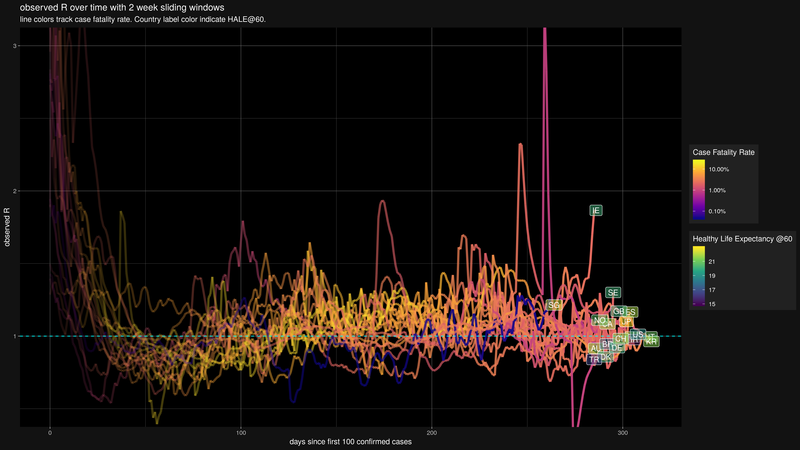 observed R over time with 2 week sliding windows
line colors track case fatality rate. Country label color indicate HALE@60.
observed R
3
2
1
0
100
200
300
days since first 100 confirmed cases
IE
SE
SG
GB
ES
NO
CA
US
KR
CH
AU
DE
TR
DK
Case Fatality Rate
10.00%
1.00%
0.10%
Healthy Life Expectancy @60
21
19
17
15